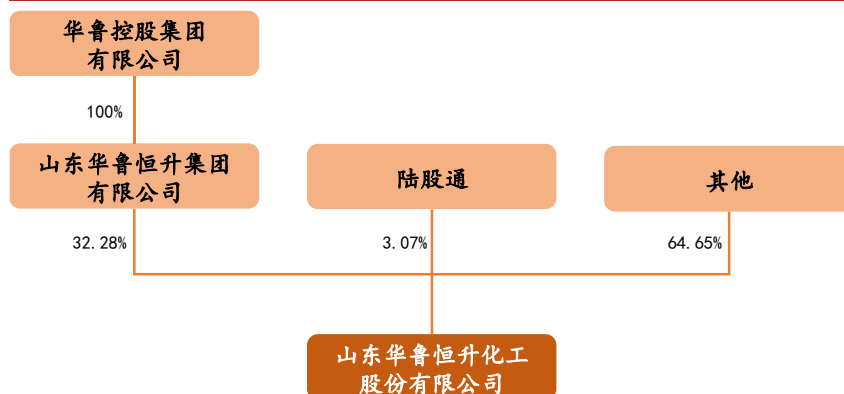 华鲁控股集团
有限公司
100%
山东华鲁恒升集团
有限公司
陆股通
其他
32.28%
3.07%
64.65%
山东华鲁恒升化工
股份有限公司